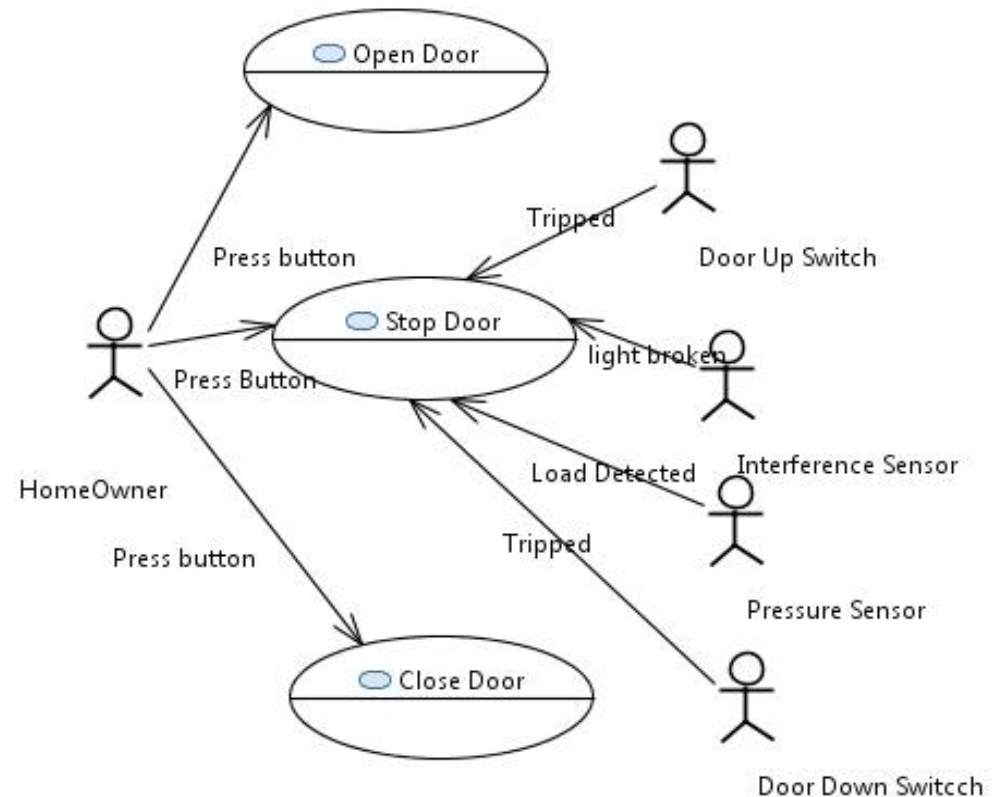 Open Door
Tripped
Press button
Door Up Switch
Stop Door
light broken
Press Button
Interference Sensor
Load Detected
HomeOwner
Tripped
Press button
Pressure Sensor
Close Door
Door Down Switcch